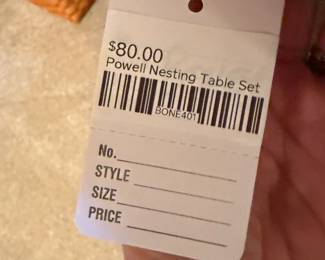 $80.00
Powell Nesting Table Set
BONE401
No.
STYLE
SIZE
PRICE